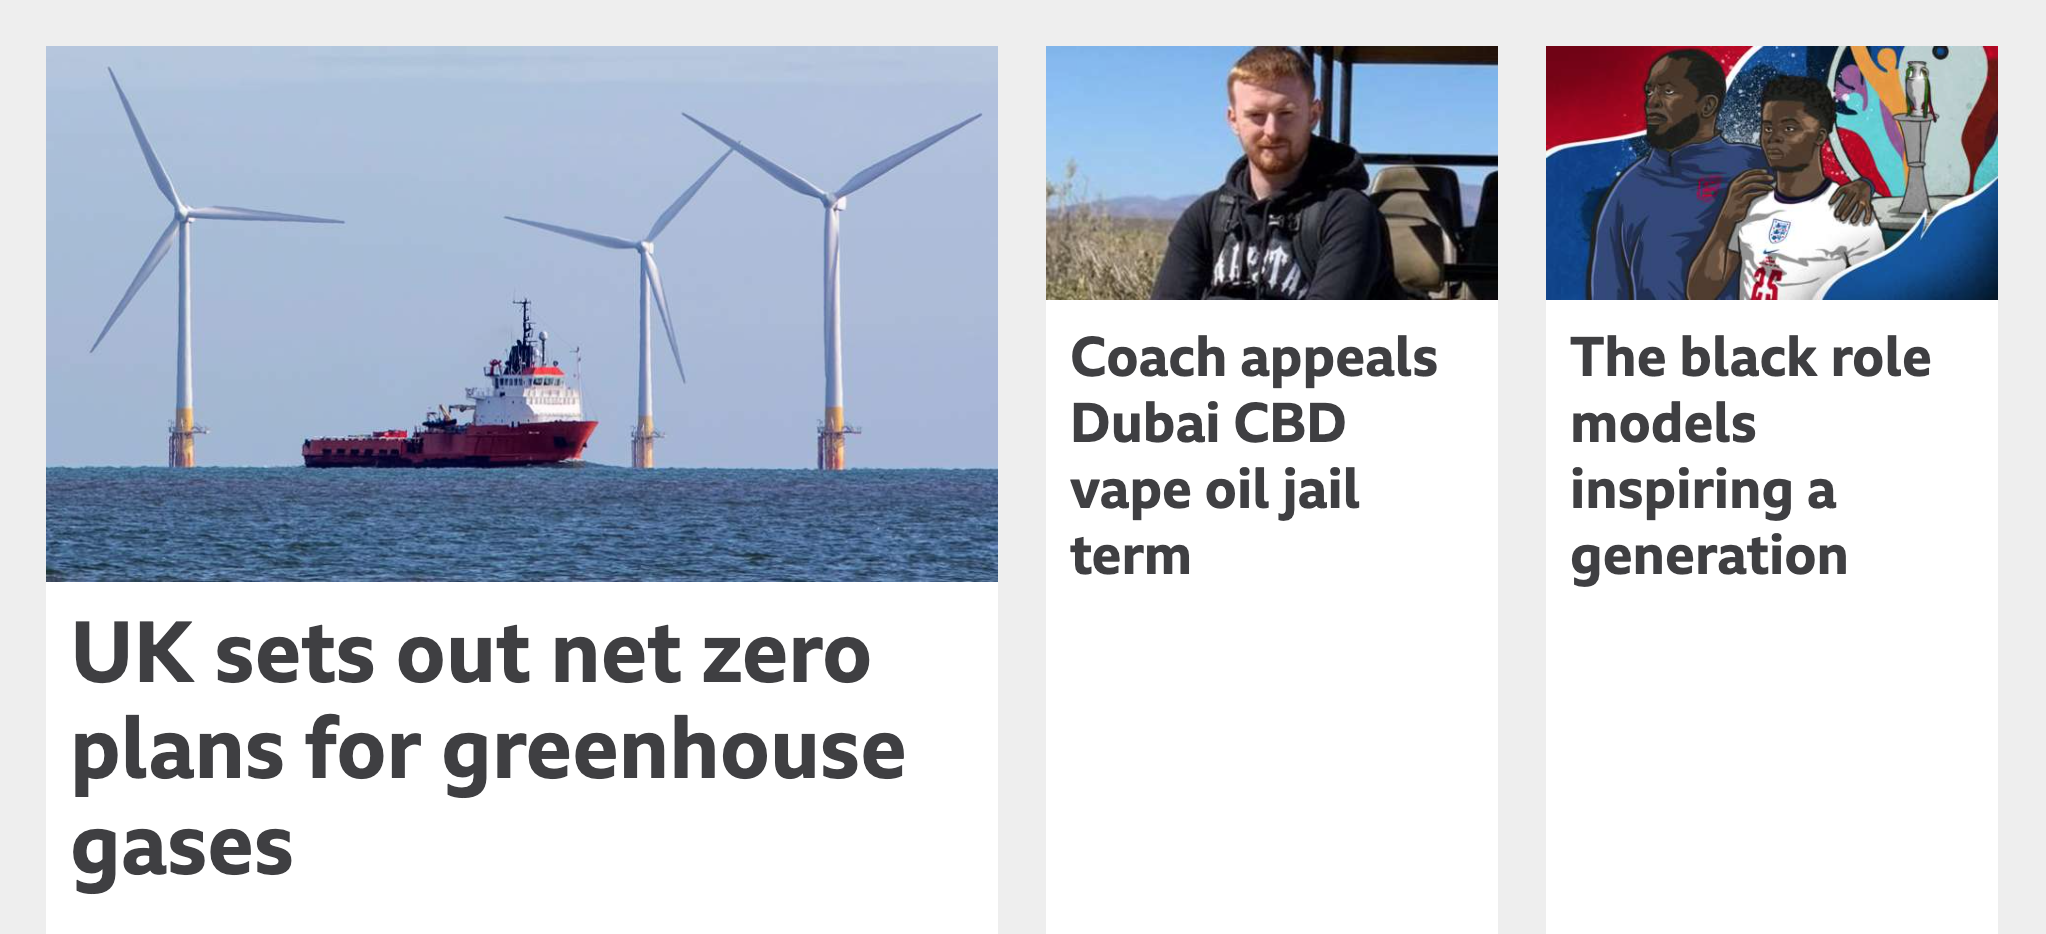 UK sets out net zero
plans for greenhouse
gases
Coach appeals
Dubai CBD
vape oil jail
term
The black role
models
inspiring a
generation
25